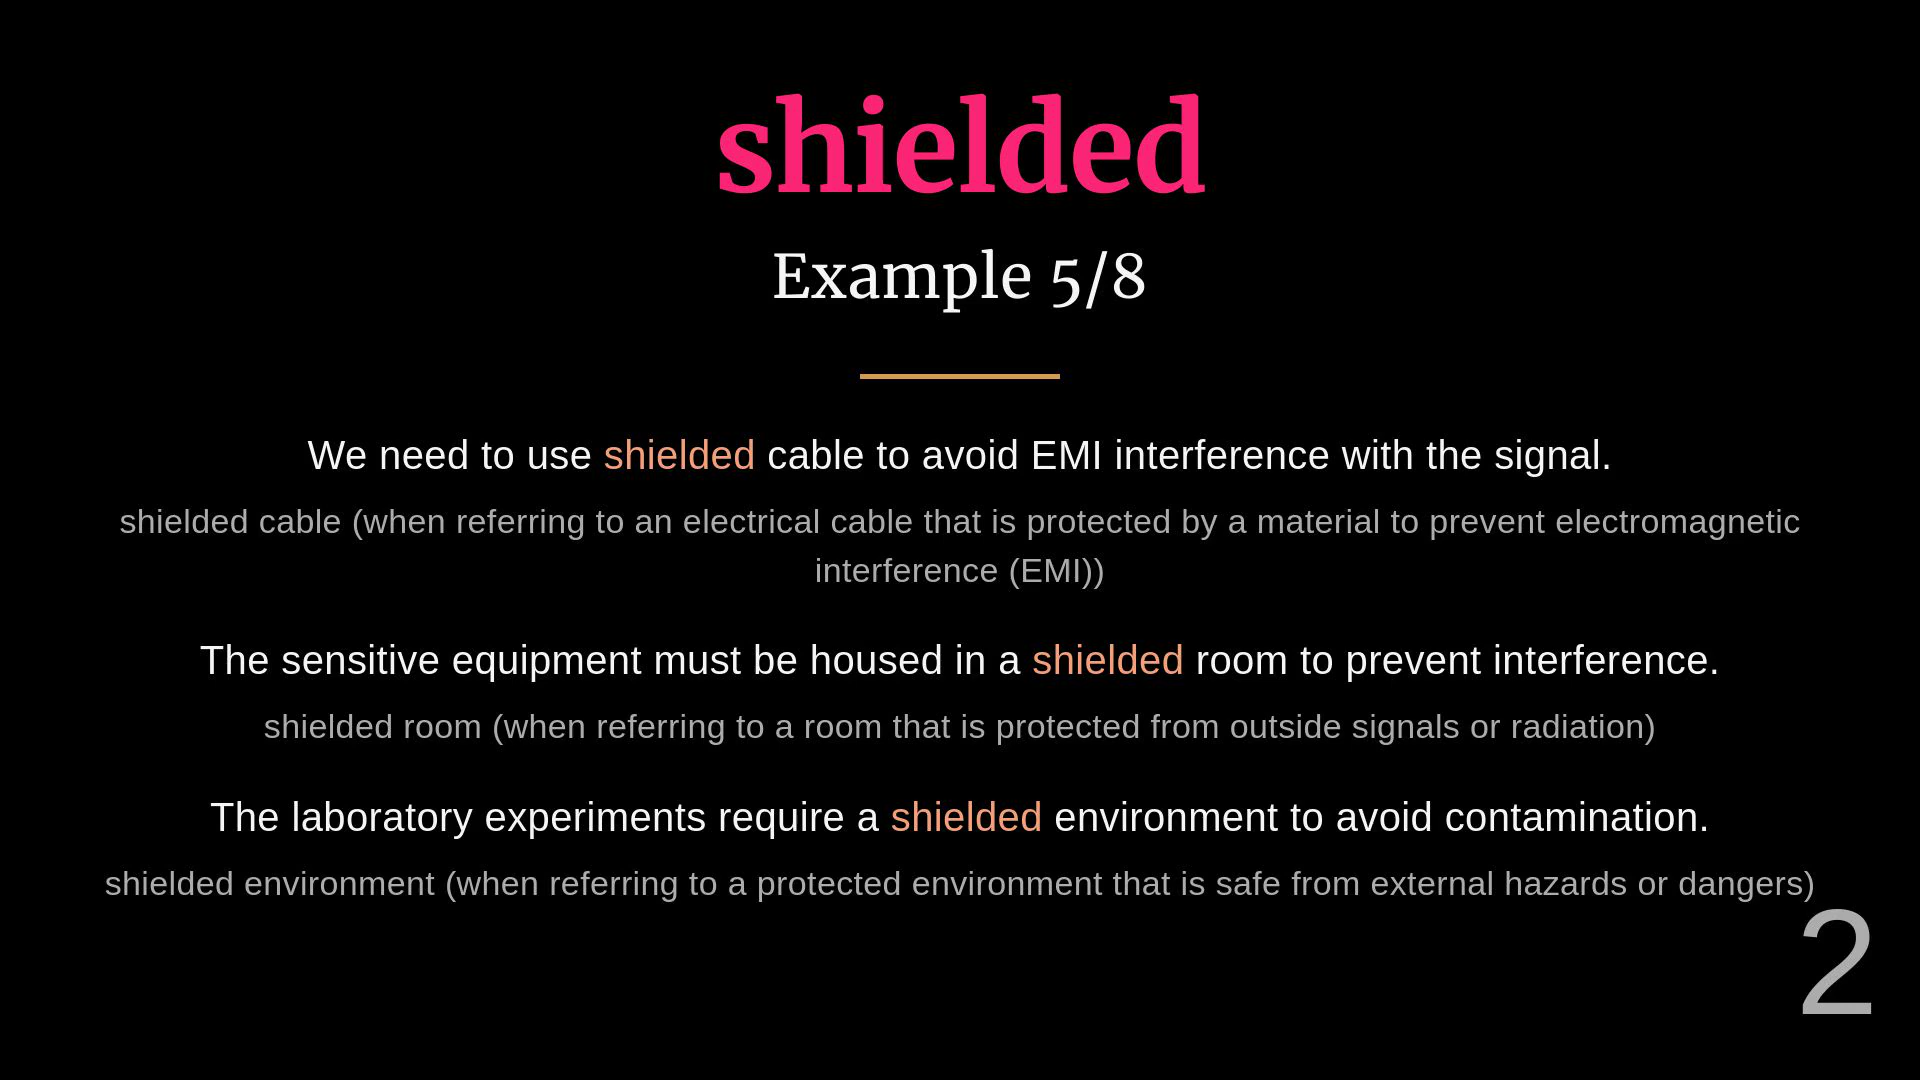 shielded
Example 5/8
We need to use shielded cable to avoid EMI interference with the signal.
shielded cable (when referring to an electrical cable that is protected by a material to prevent electromagnetic
interference (EMI))
The sensitive equipment must be housed in a shielded room to prevent interference.
shielded room (when referring to a room that is protected from outside signals or radiation)
The laboratory experiments require a shielded environment to avoid contamination.
shielded environment (when referring to a protected environment that is safe from external hazards or dangers)
2